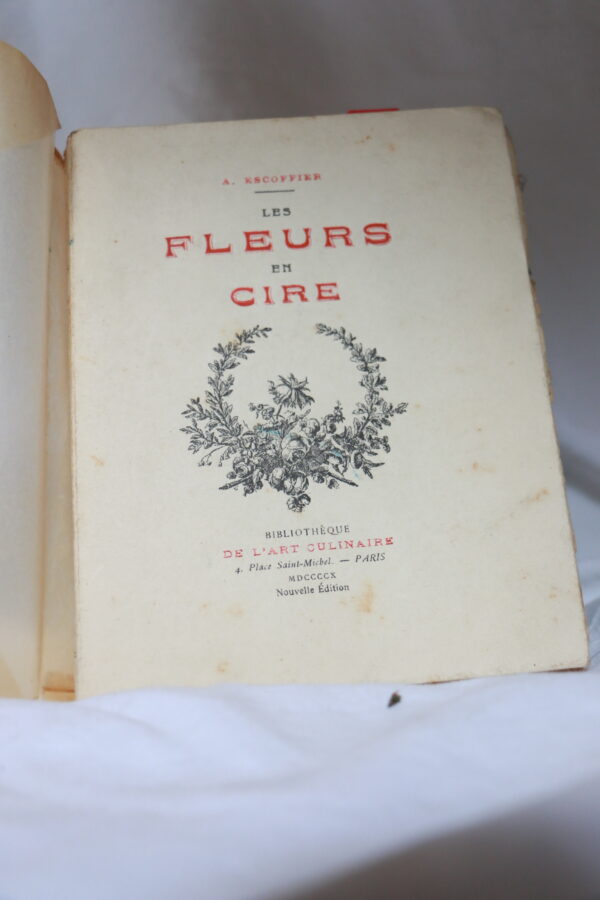 A. ESCOFFIER
LES
FLEURS
EN
CIRE
BIBLIOTHÈQUE
DE L'ART CULINAIRE
4, Place Saint-Michel. — PARIS
MDCCCCX
Nouvelle Édition